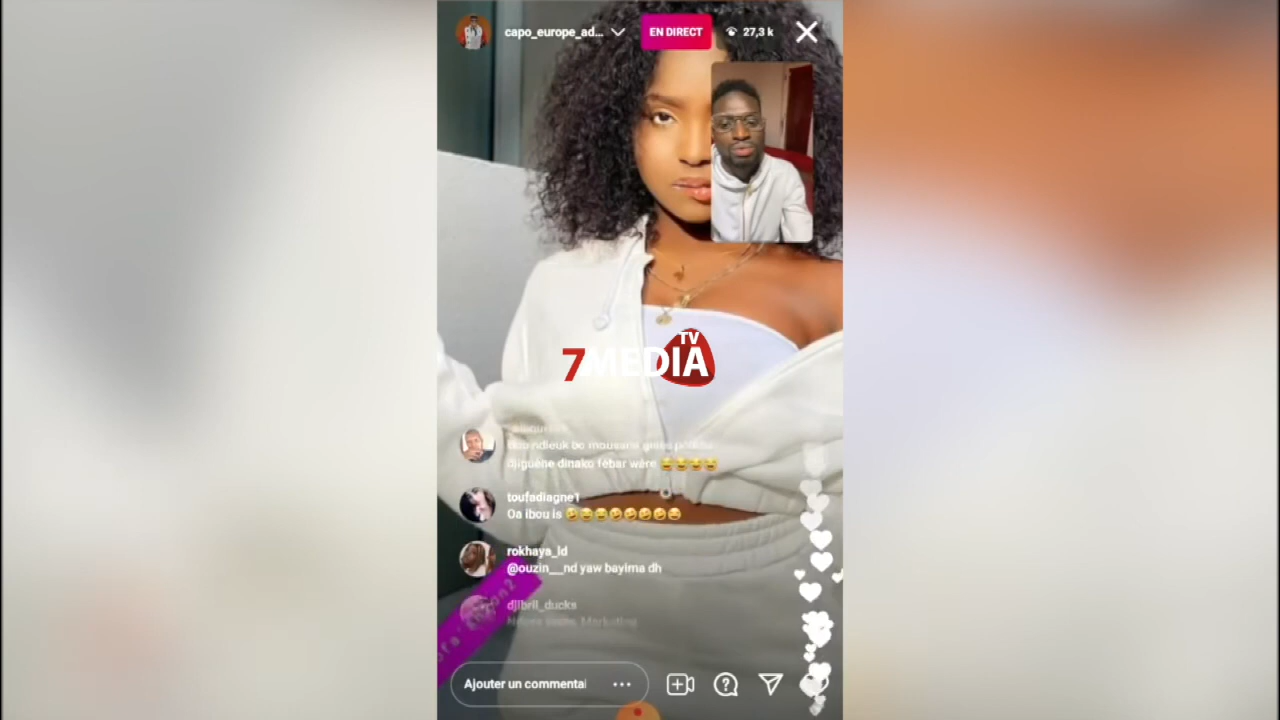 capo_europe_ad...
EN DIRECT
27,3 k
7MEDIA
TV
djiguène dinako fébar wère 😂😂😂😂
toufadiagne1
Oa ibou is 🤣😂😂🤣🤣🤣🤣😂
rokhaya_ld
@ouzin__nd yaw bayima dh
djibril_ducks
Ajouter un commentai